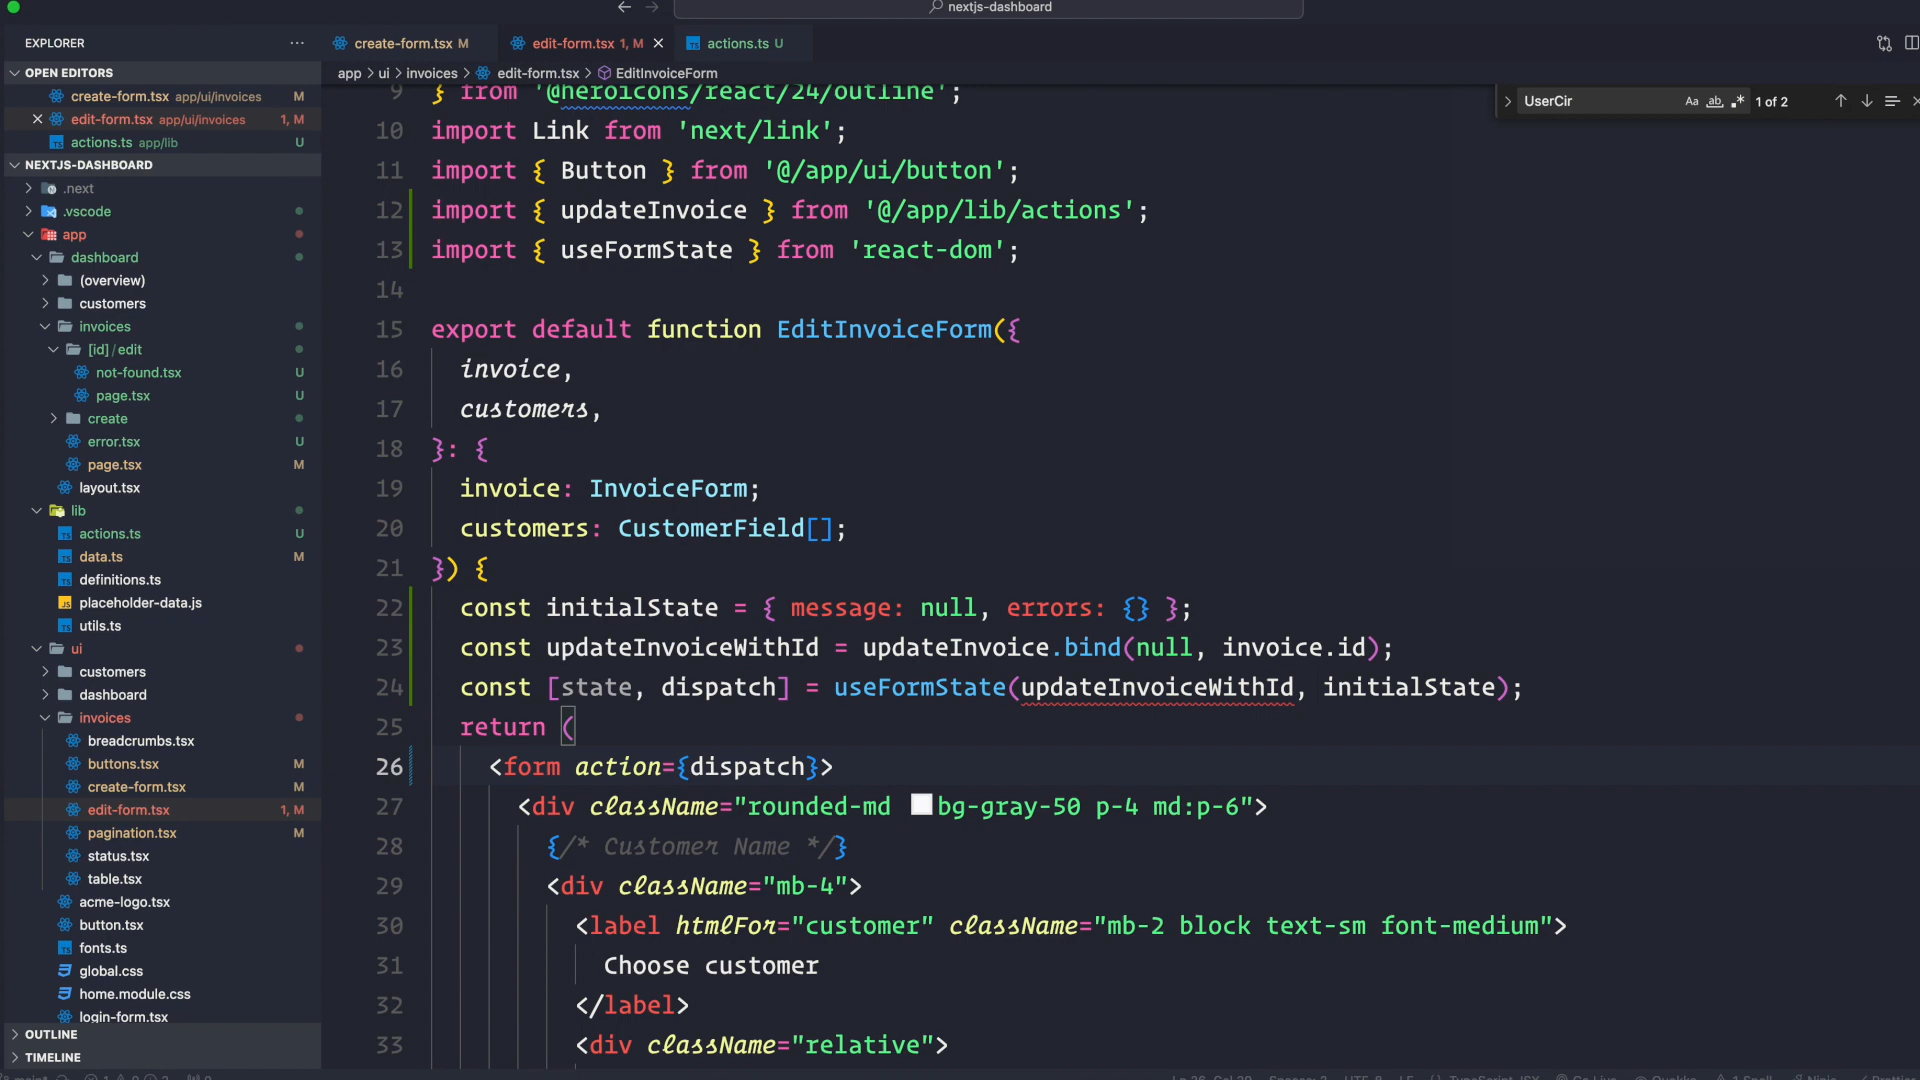 nextjs-dashboard
EXPLORER
create-form.tsx M
edit-form.tsx 1, M
actions.ts U
OPEN EDITORS
create-form.tsx app/ui/invoices M
edit-form.tsx app/ui/invoices 1, M
actions.ts app/lib U
NEXTJS-DASHBOARD
.next
.vscode
app
dashboard
(overview)
customers
invoices
[id]/edit
not-found.tsx U
page.tsx U
create
error.tsx U
page.tsx M
layout.tsx
lib
actions.ts U
data.ts M
definitions.ts
placeholder-data.js
utils.ts
ui
customers
dashboard
invoices
breadcrumbs.tsx
buttons.tsx M
create-form.tsx M
edit-form.tsx 1, M
pagination.tsx M
status.tsx
table.tsx
acme-logo.tsx
button.tsx
fonts.ts
global.css
home.module.css
login-form.tsx
OUTLINE
TIMELINE
app > ui > invoices > edit-form.tsx > EditInvoiceForm
UserCir Aa ab .* 1 of 2
9 } from '@heroicons/react/24/outline';
10 import Link from 'next/link';
11 import { Button } from '@/app/ui/button';
12 import { updateInvoice } from '@/app/lib/actions';
13 import { useFormState } from 'react-dom';
14
15 export default function EditInvoiceForm({
16 invoice,
17 customers,
18 }: {
19 invoice: InvoiceForm;
20 customers: CustomerField[];
21 }) {
22 const initialState = { message: null, errors: {} };
23 const updateInvoiceWithId = updateInvoice.bind(null, invoice.id);
24 const [state, dispatch] = useFormState(updateInvoiceWithId, initialState);
25 return (
26 <form action={dispatch}>
27 <div className="rounded-md bg-gray-50 p-4 md:p-6">
28 {/* Customer Name */}
29 <div className="mb-4">
30 <label htmlFor="customer" className="mb-2 block text-sm font-medium">
31 Choose customer
32 </label>
33 <div className="relative">